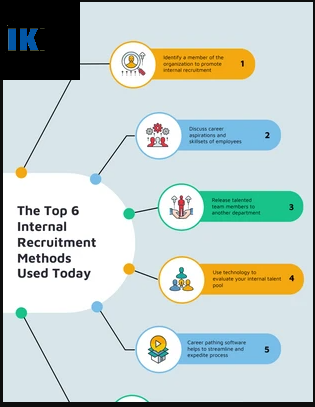 IK
Identify a member of the
organization to promote
internal recruitment
1
Discuss career
aspirations and
skillsets of employees
2
Release talented
team members to
another department
3
The Top 6
Internal
Recruitment
Methods
Used Today
Use technology to
evaluate your internal talent
pool
4
Career pathing software
helps to streamline and
expedite process
5